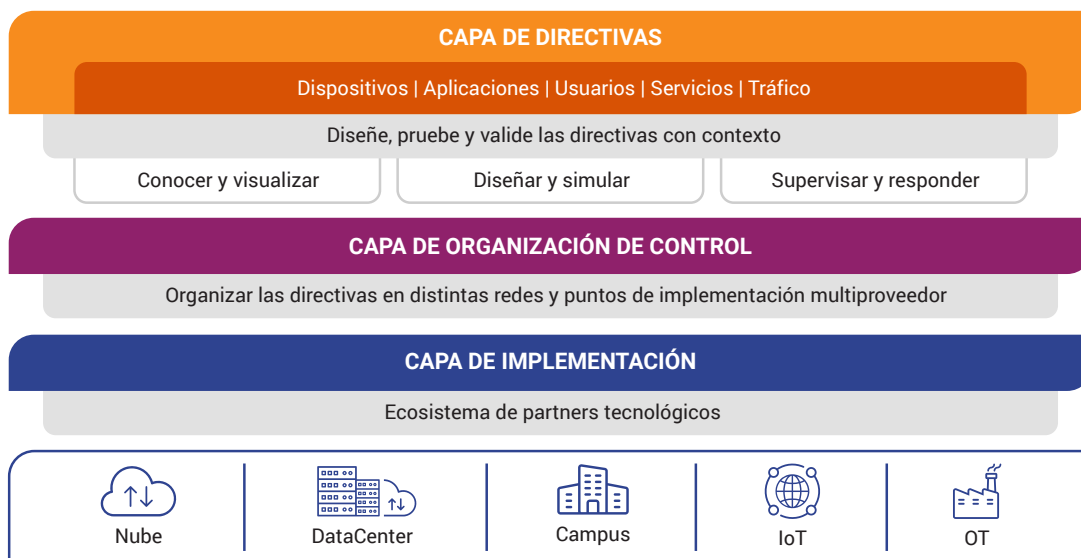 CAPA DE DIRECTIVAS
Dispositivos | Aplicaciones | Usuarios | Servicios | Tráfico
Diseñe, pruebe y valide las directivas con contexto
Conocer y visualizar
Diseñar y simular
Supervisar y responder
CAPA DE ORGANIZACIÓN DE CONTROL
Organizar las directivas en distintas redes y puntos de implementación multiproveedor
CAPA DE IMPLEMENTACIÓN
Ecosistema de partners tecnológicos
Nube
DataCenter
Campus
IoT
OT